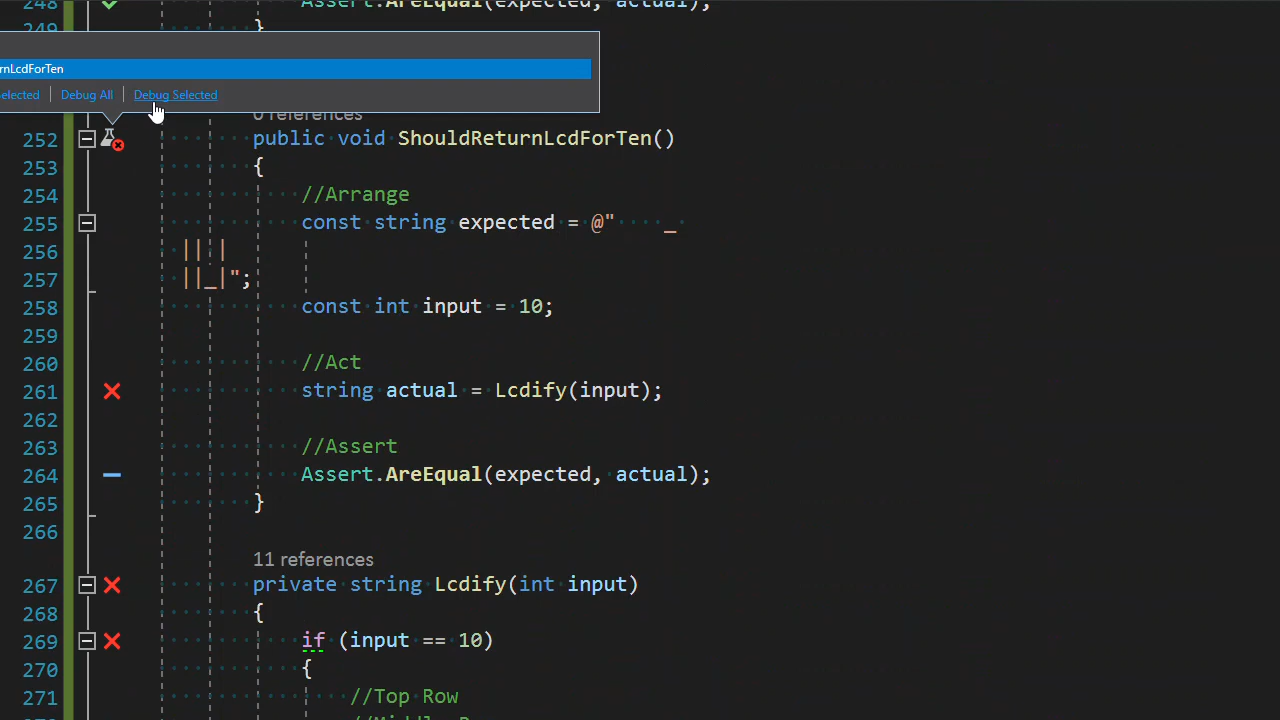 248 Assert.AreEqual(expected, actual);
249 }
rnLcdForTen
elected | Debug All | Debug Selected
0 references
252 public void ShouldReturnLcdForTen()
253 {
254 //Arrange
255 const string expected = @"    _ 
256  || |
257  ||_|";
258 const int input = 10;
259
260 //Act
261 string actual = Lcdify(input);
262
263 //Assert
264 Assert.AreEqual(expected, actual);
265 }
266
11 references
267 private string Lcdify(int input)
268 {
269 if (input == 10)
270 {
271 //Top Row